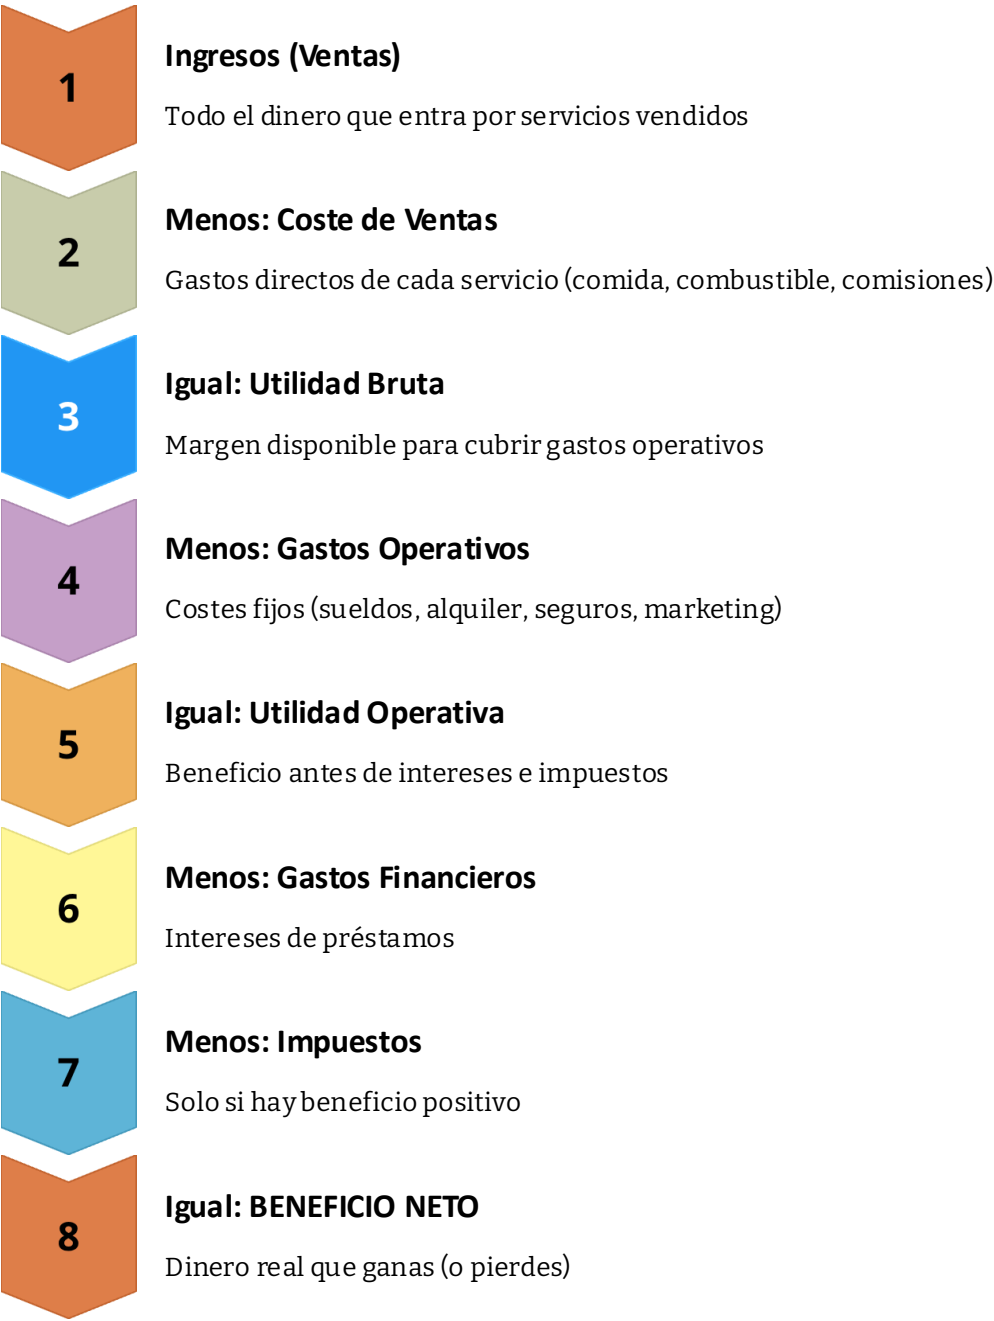 1
Ingresos (Ventas)
Todo el dinero que entra por servicios vendidos
2
Menos: Coste de Ventas
Gastos directos de cada servicio (comida, combustible, comisiones)
3
Igual: Utilidad Bruta
Margen disponible para cubrir gastos operativos
4
Menos: Gastos Operativos
Costes fijos (sueldos, alquiler, seguros, marketing)
5
Igual: Utilidad Operativa
Beneficio antes de intereses e impuestos
6
Menos: Gastos Financieros
Intereses de préstamos
7
Menos: Impuestos
Solo si hay beneficio positivo
8
Igual: BENEFICIO NETO
Dinero real que ganas (o pierdes)